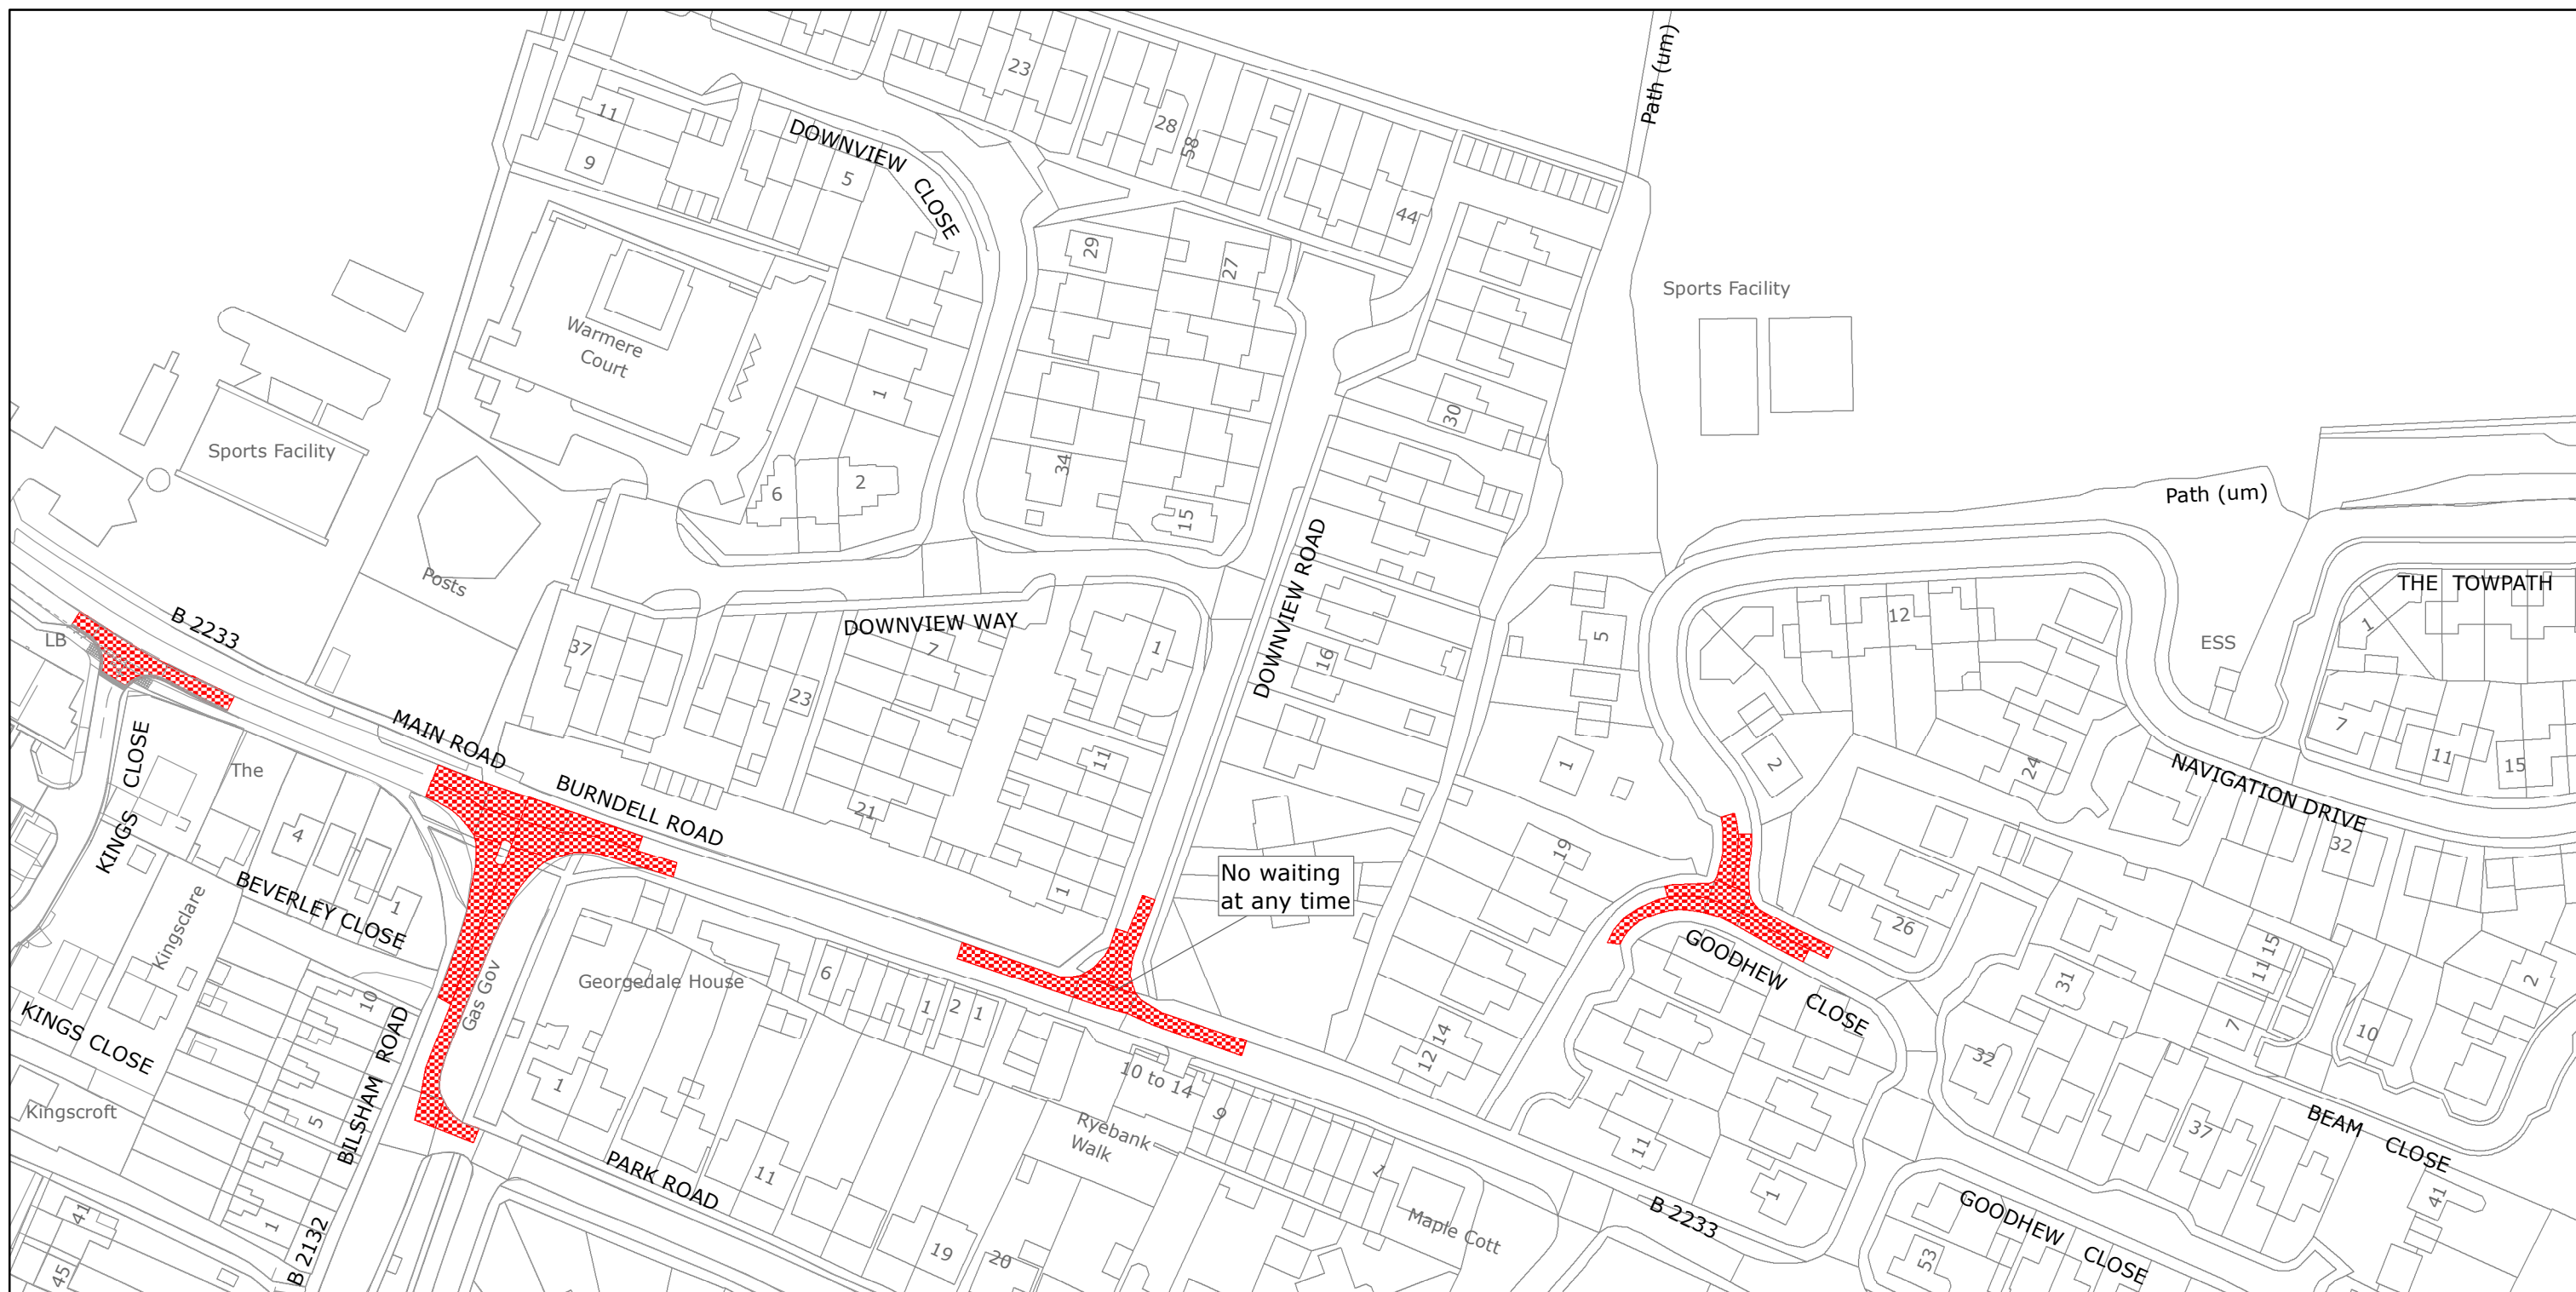 Path (um)
23
11
28
58
DOWNVIEW CLOSE
9
5
44
29
27
Sports Facility
Warmere
Court
1
30
Sports Facility
34
6
2
15
Path (um)
Posts
DOWNVIEW ROAD
THE TOWPATH
B 2233
LB
37
DOWNVIEW WAY
7
1
16
5
12
1
ESS
23
MAIN ROAD
KINGS CLOSE
The
BURNDELL ROAD
11
1
2
24
NAVIGATION DRIVE
7
11
15
4
21
1
19
32
No waiting
at any time
BEVERLEY CLOSE
1
Kingsclare
26
GOODHEW CLOSE
15
11
31
2
Georgedale House
6
1
2
1
Gas Gov
10
KINGS CLOSE
BILSHAM ROAD
14
12
7
10
32
10 to 14
9
Kingscroft
5
1
Ryebank
Walk
11
37
BEAM CLOSE
PARK ROAD
11
1
1
41
B 2233
GOODHEW CLOSE
Maple Cott
41
1
B 2132
19
20
53
45